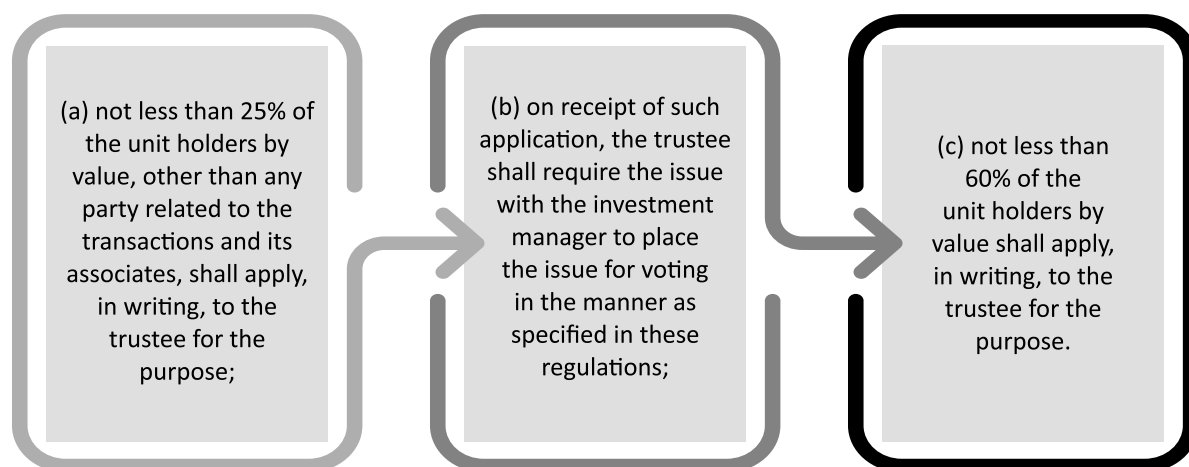 (a) not less than 25% of
the unit holders by
value, other than any
party related to the
transactions and its
associates, shall apply,
in writing, to the
trustee for the
purpose;
(b) on receipt of such
application, the trustee
shall require the issue
with the investment
manager to place
the issue for voting
in the manner as
specified in these
regulations;
(c) not less than
60% of the
unit holders by
value shall apply,
in writing, to the
trustee for the
purpose.